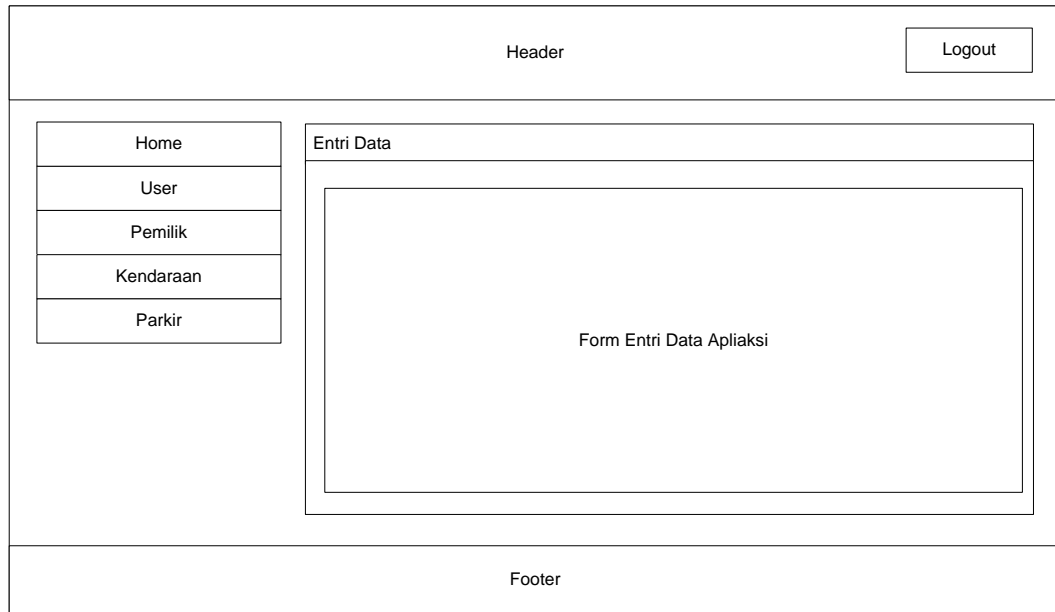 Header
Logout
Home
User
Pemilik
Kendaraan
Parkir
Entri Data
Form Entri Data Apliaksi
Footer